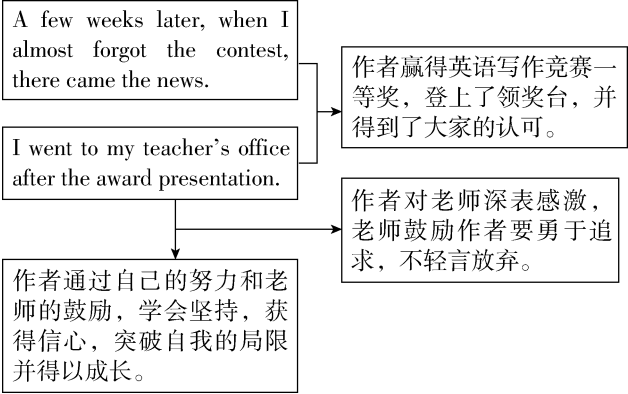 A few weeks later, when I
almost forgot the contest,
there came the news.
作者赢得英语写作竞赛一
等奖，登上了领奖台，并
得到了大家的认可。
I went to my teacher's office
after the award presentation.
作者对老师深表感激，
老师鼓励作者要勇于追
求，不轻言放弃。
作者通过自己的努力和老
师的鼓励，学会坚持，获
得信心，突破自我的局限
并得以成长。